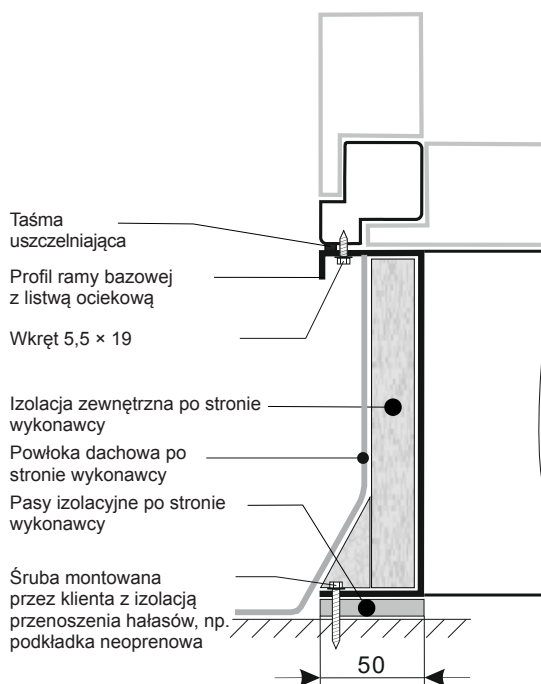 Taśma
uszczelniająca
Profil ramy bazowej
z listwą ociekową
Wkręt 5,5 × 19
Izolacja zewnętrzna po stronie
wykonawcy
Powłoka dachowa po
stronie wykonawcy
Pasy izolacyjne po stronie
wykonawcy
Śruba montowana
przez klienta z izolacją
przenoszenia hałasów, np.
podkładka neoprenowa
50